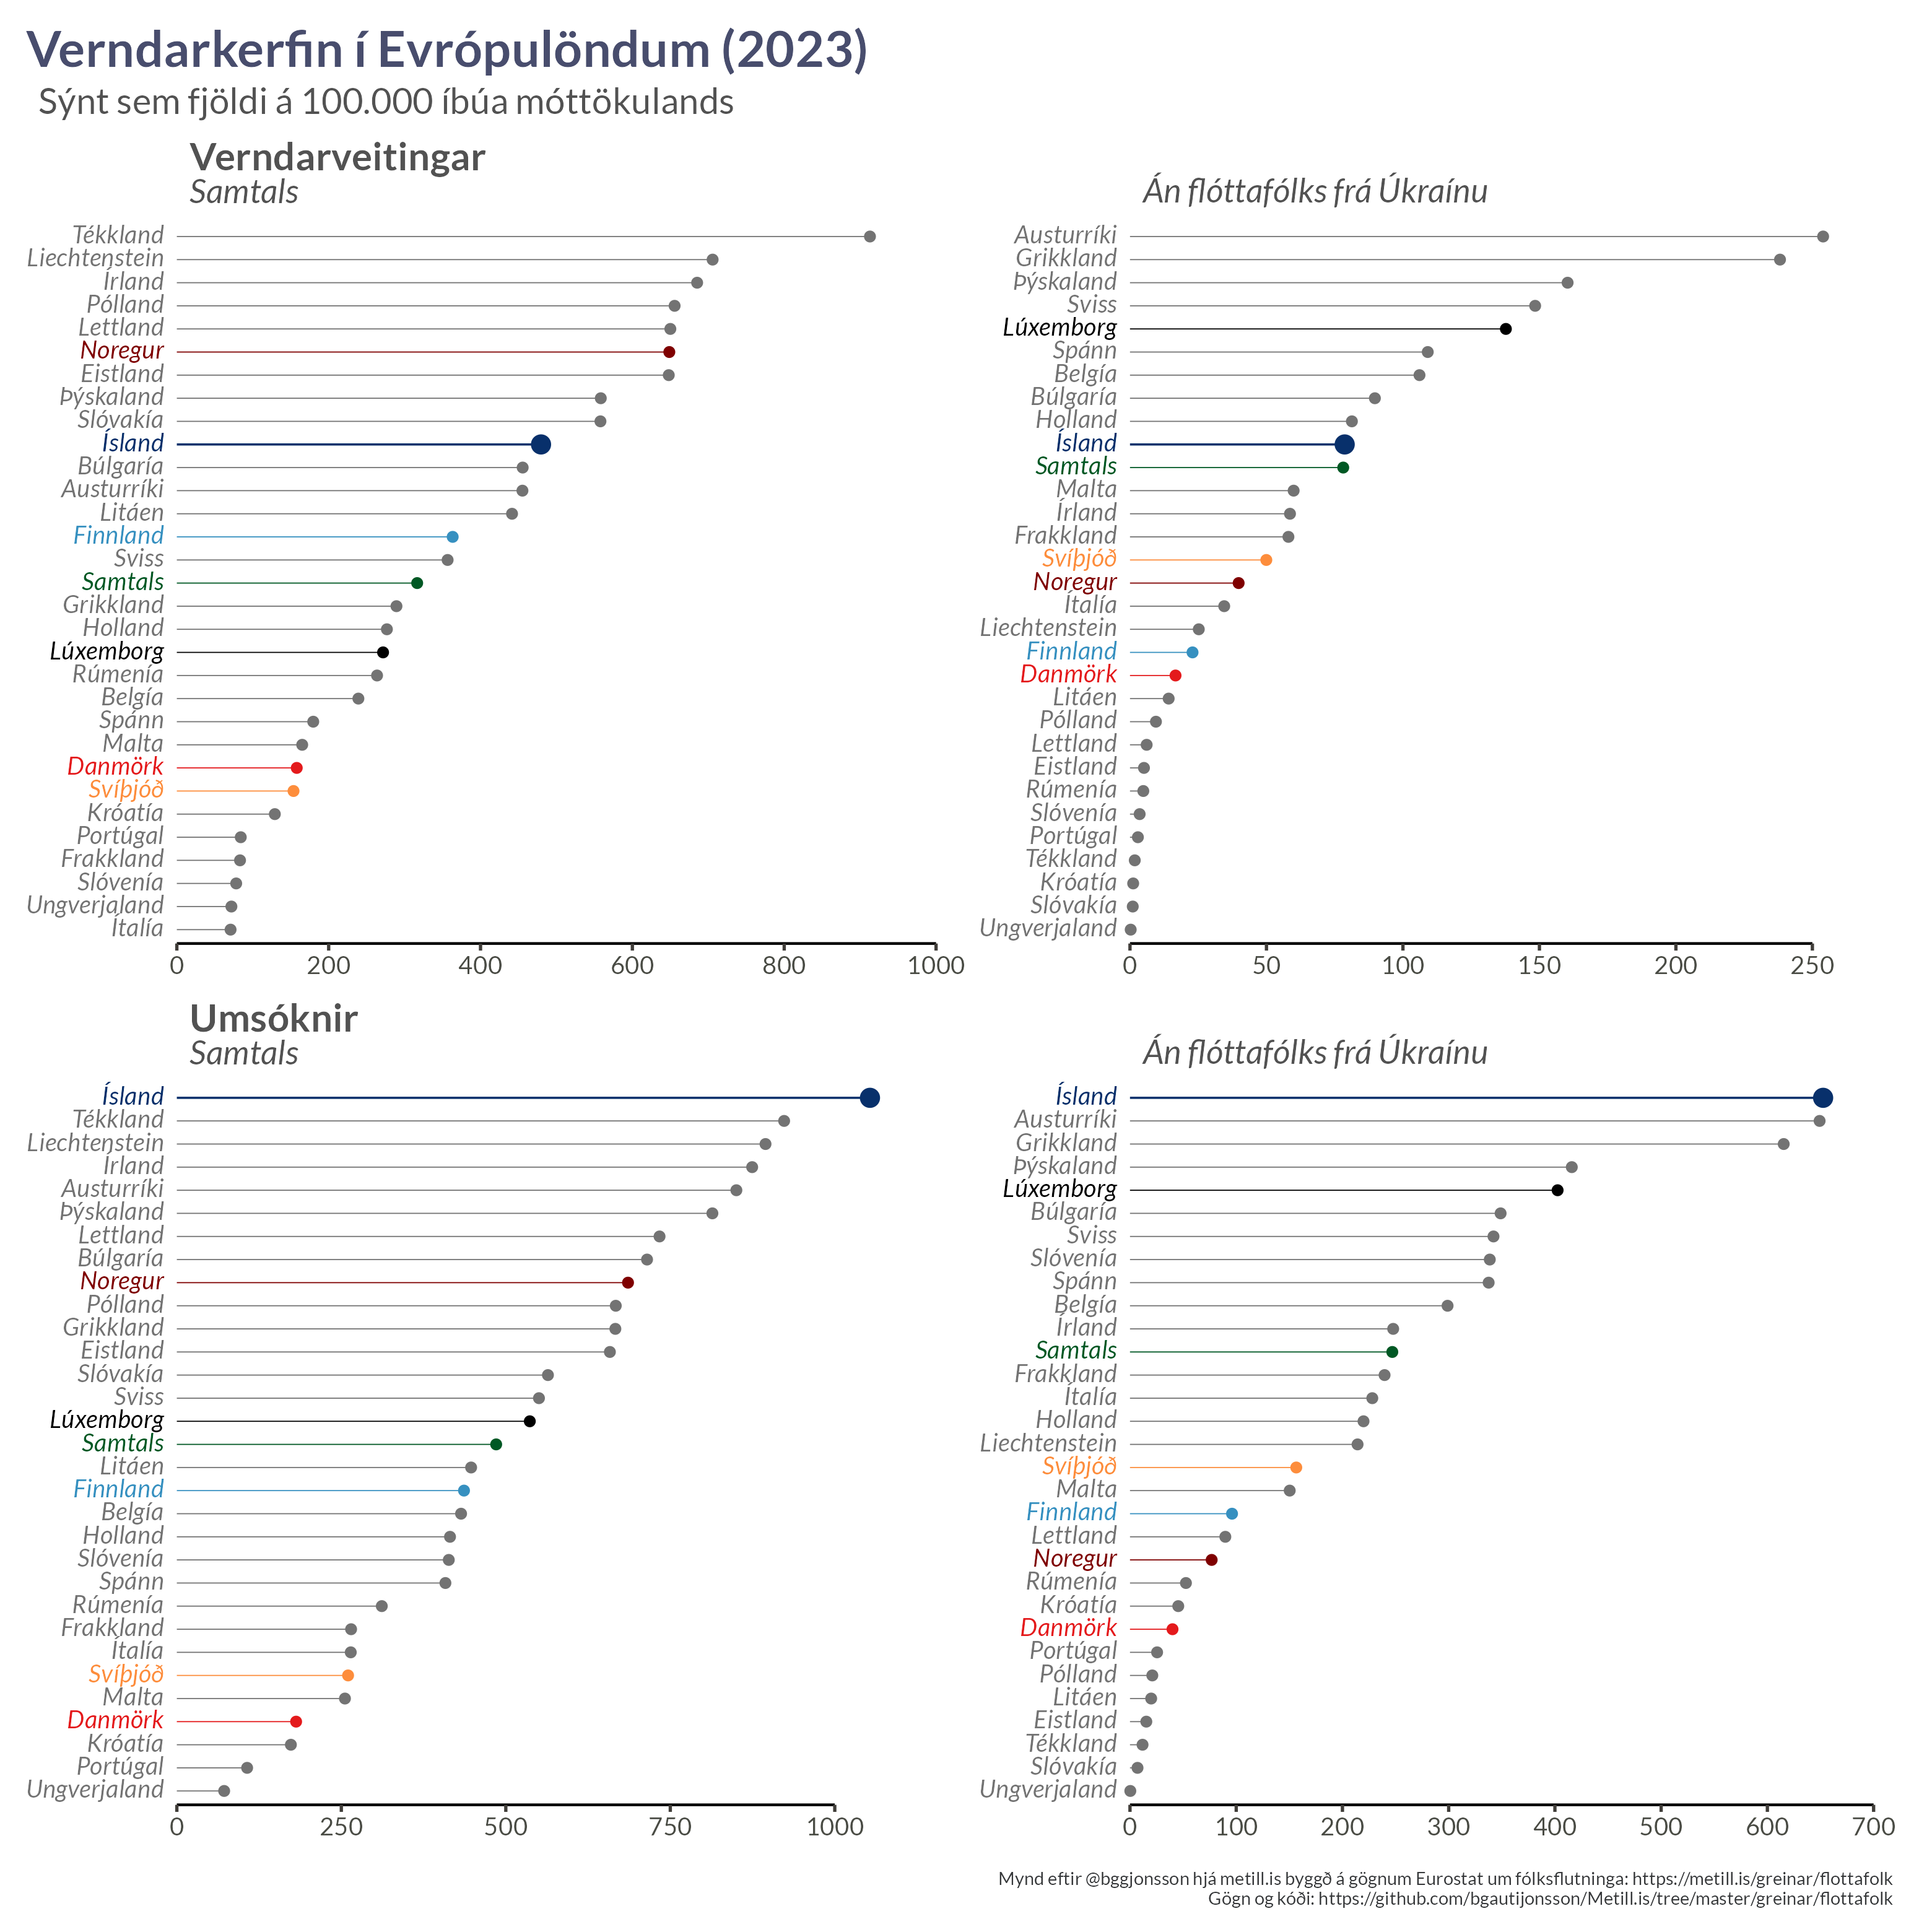 Verndarkerfin í Evrópulöndum (2023)
Sýnt sem fjöldi á 100.000 íbúa móttökulands
Verndarveitingar
Samtals
Tékkland
Liechtenstein
Írland
Pólland
Lettland
Noregur
Eistland
Þýskaland
Slóvakía
Ísland
Búlgaría
Austurríki
Litáen
Finnland
Sviss
Samtals
Grikkland
Holland
Lúxemborg
Rúmenía
Belgía
Spánn
Malta
Danmörk
Svíþjóð
Króatía
Portúgal
Frakkland
Slóvenía
Ungverjaland
Ítalía
0 200 400 600 800 1000
Án flóttafólks frá Úkraínu
Austurríki
Grikkland
Þýskaland
Sviss
Lúxemborg
Spánn
Belgía
Búlgaría
Holland
Ísland
Samtals
Malta
Írland
Frakkland
Svíþjóð
Noregur
Ítalía
Liechtenstein
Finnland
Danmörk
Litáen
Pólland
Lettland
Eistland
Rúmenía
Slóvenía
Portúgal
Tékkland
Króatía
Slóvakía
Ungverjaland
0 50 100 150 200 250
Umsóknir
Samtals
Ísland
Tékkland
Liechtenstein
Írland
Austurríki
Þýskaland
Lettland
Búlgaría
Noregur
Pólland
Grikkland
Eistland
Slóvakía
Sviss
Lúxemborg
Samtals
Litáen
Finnland
Belgía
Holland
Slóvenía
Spánn
Rúmenía
Frakkland
Ítalía
Svíþjóð
Malta
Danmörk
Króatía
Portúgal
Ungverjaland
0 250 500 750 1000
Án flóttafólks frá Úkraínu
Ísland
Austurríki
Grikkland
Þýskaland
Lúxemborg
Búlgaría
Sviss
Slóvenía
Spánn
Belgía
Írland
Samtals
Frakkland
Ítalía
Holland
Liechtenstein
Svíþjóð
Malta
Finnland
Lettland
Noregur
Rúmenía
Króatía
Danmörk
Portúgal
Pólland
Litáen
Eistland
Tékkland
Slóvakía
Ungverjaland
0 100 200 300 400 500 600 700
Mynd eftir @bggjonsson hjá metill.is byggð á gögnum Eurostat um fólksflutninga: https://metill.is/greinar/flottafolk
Gögn og kóði: https://github.com/bgautijonsson/Metill.is/tree/master/greinar/flottafolk